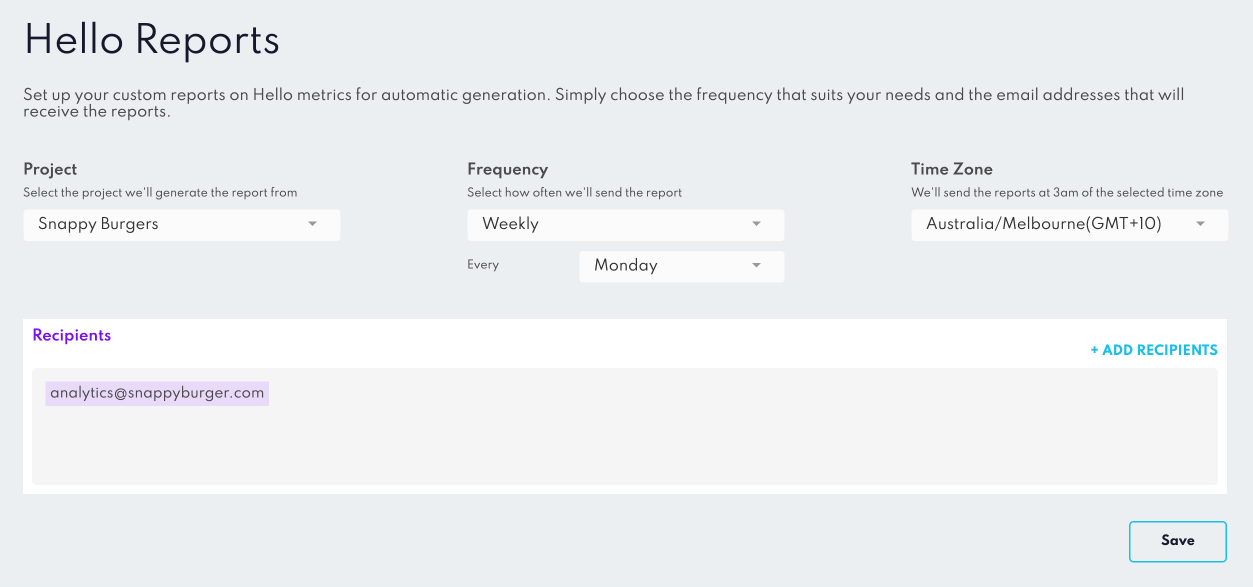 Hello Reports
Set up your custom reports on Hello metrics for automatic generation. Simply choose the frequency that suits your needs and the email addresses that will
receive the reports.
Project
Select the project we'll generate the report from
Snappy Burgers
Frequency
Select how often we'll send the report
Weekly
Every
Monday
Time Zone
We'll send the reports at 3am of the selected time zone
Australia/Melbourne(GMT+10)
Recipients
+ ADD RECIPIENTS
analytics@snappyburger.com
Save